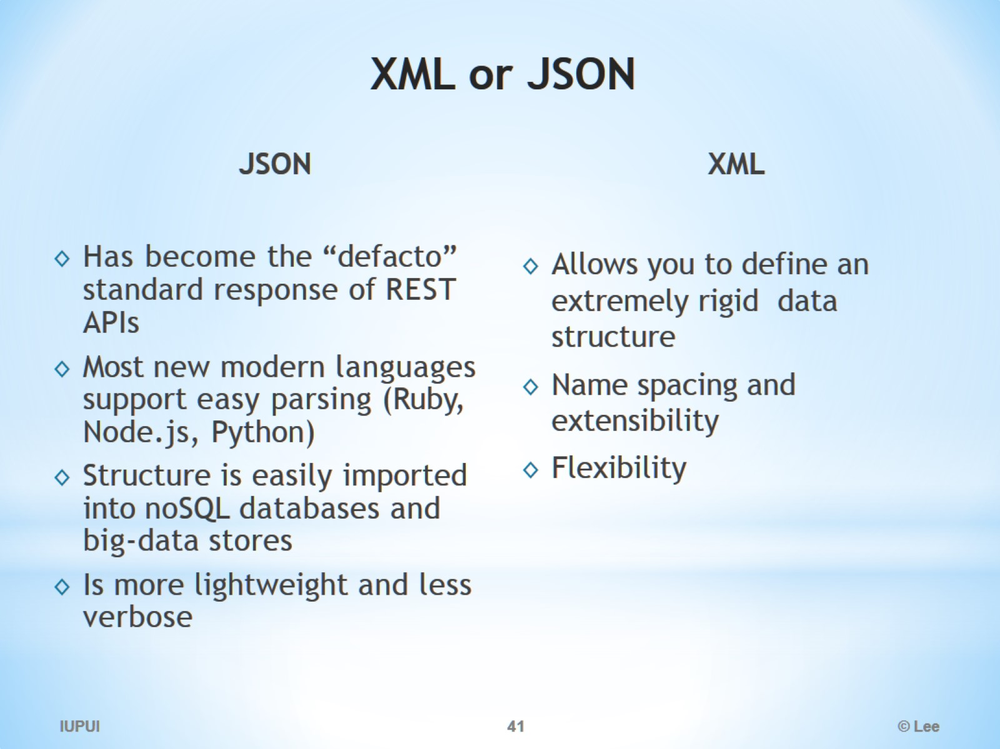 XML or JSON
JSON
◇ Has become the “defacto”
standard response of REST
APIs
◇ Most new modern languages
support easy parsing (Ruby,
Node.js, Python)
◇ Structure is easily imported
into noSQL databases and
big-data stores
◇ Is more lightweight and less
verbose
XML
◇ Allows you to define an
extremely rigid  data
structure
◇ Name spacing and
extensibility
◇ Flexibility
IUPUI
41
© Lee